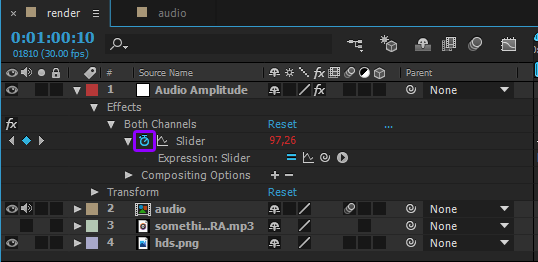 render audio
0:01:00:10
01810 (30.00 fps)
# Source Name fx Parent
1 Audio Amplitude fx None
Effects
fx Both Channels Reset ...
Slider 97,26
Expression: Slider
Compositing Options + −
Transform Reset
2 audio None
3 somethi...RA.mp3 None
4 hds.png None